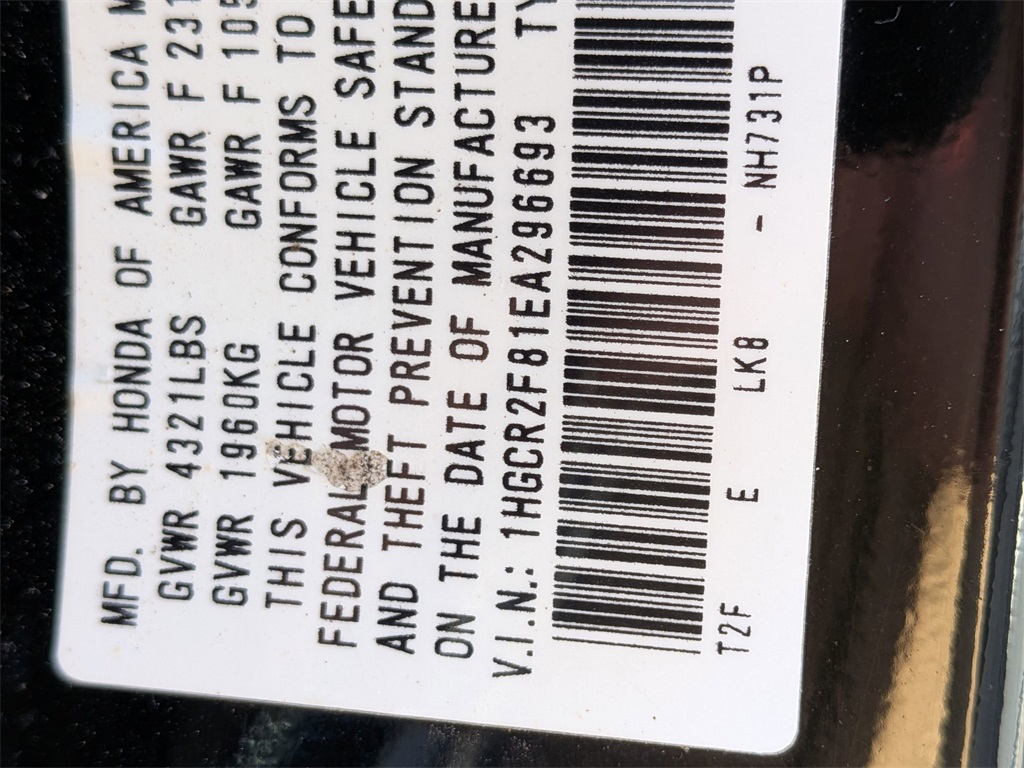 MFD. BY HONDA OF AMERICA M
GVWR 4321LBS GAWR F 231
GVWR 1960KG GAWR F 105
THIS VEHICLE CONFORMS TO
FEDERAL MOTOR VEHICLE SAFE
AND THEFT PREVENTION STAND
ON THE DATE OF MANUFACTURE
V.I.N.: 1HGCR2F81EA296693 TY
T2F E LK8 - NH731P